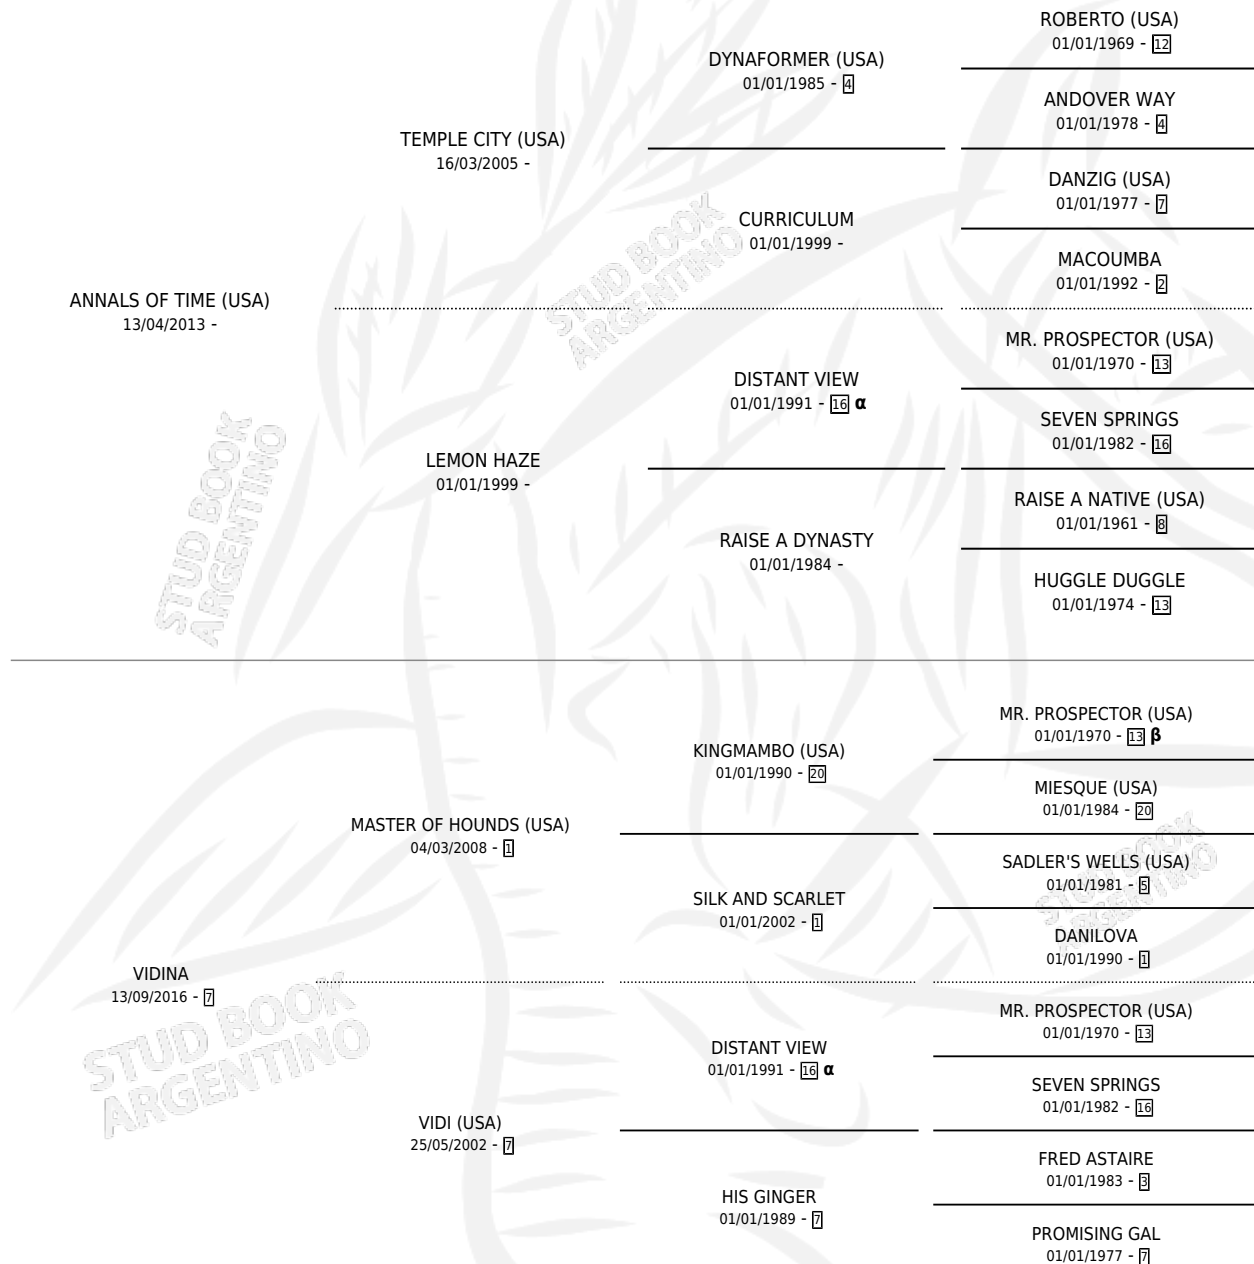 ROBERTO (USA)
01/01/1969 - 12
DYNAFORMER (USA)
01/01/1985 - 4
ANDOVER WAY
01/01/1978 - 4
TEMPLE CITY (USA)
16/03/2005 -
DANZIG (USA)
01/01/1977 - 7
CURRICULUM
01/01/1999 -
MACOUMBA
01/01/1992 - 2
ANNALS OF TIME (USA)
13/04/2013 -
MR. PROSPECTOR (USA)
01/01/1970 - 13
DISTANT VIEW
01/01/1991 - 16 α
SEVEN SPRINGS
01/01/1982 - 16
LEMON HAZE
01/01/1999 -
RAISE A NATIVE (USA)
01/01/1961 - 8
RAISE A DYNASTY
01/01/1984 -
HUGGLE DUGGLE
01/01/1974 - 13
MR. PROSPECTOR (USA)
01/01/1970 - 13 β
KINGMAMBO (USA)
01/01/1990 - 20
MIESQUE (USA)
01/01/1984 - 20
MASTER OF HOUNDS (USA)
04/03/2008 - 1
SADLER'S WELLS (USA)
01/01/1981 - 5
SILK AND SCARLET
01/01/2002 - 1
DANILOVA
01/01/1990 - 1
VIDINA
13/09/2016 - 7
MR. PROSPECTOR (USA)
01/01/1970 - 13
DISTANT VIEW
01/01/1991 - 16 α
SEVEN SPRINGS
01/01/1982 - 16
VIDI (USA)
25/05/2002 - 7
FRED ASTAIRE
01/01/1983 - 3
HIS GINGER
01/01/1989 - 7
PROMISING GAL
01/01/1977 - 7
STUD BOOK
ARGENTINO
STUD BOOK
ARGENTINO
STUD BOOK
ARGENTINO
STUD BOOK
ARGENTINO